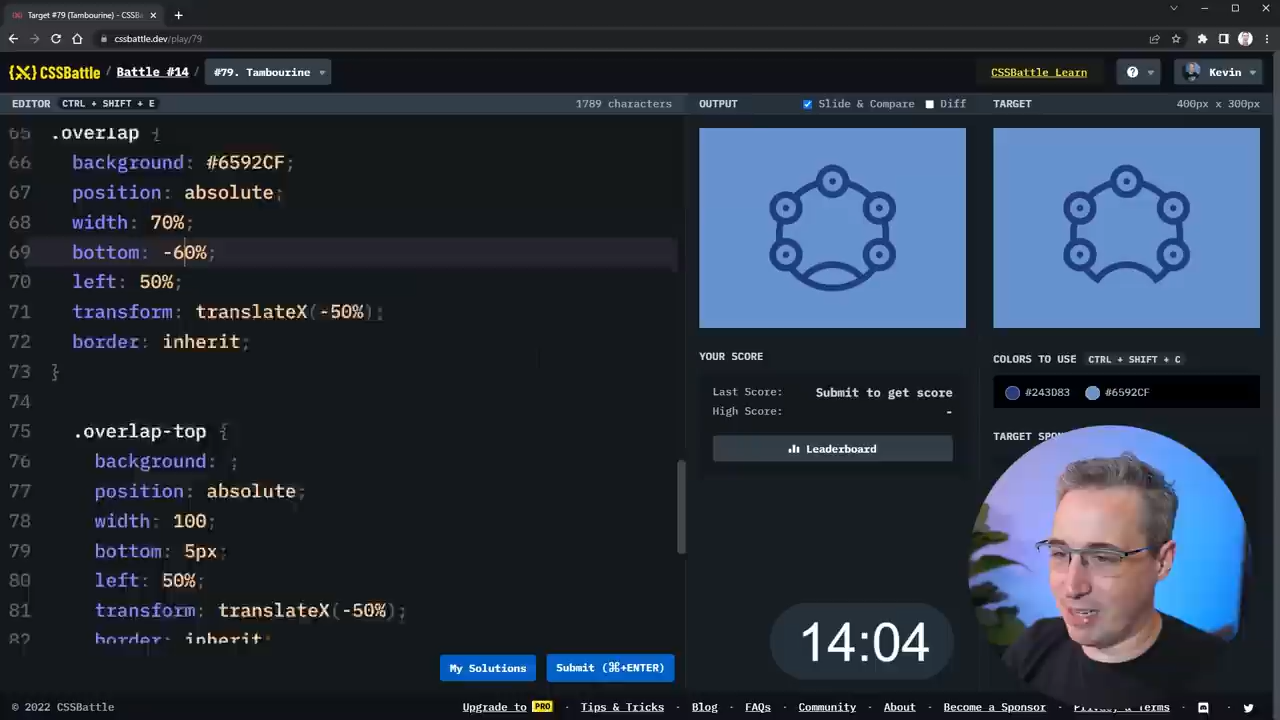 Target #79 (Tambourine) - CSSB
cssbattle.dev/play/79
{X} CSSBattle / Battle #14 / #79. Tambourine
CSSBattle Learn
?
Kevin
EDITOR CTRL + SHIFT + E 1789 characters
OUTPUT Slide & Compare Diff
TARGET 400px x 300px
65 .overlap {
66 background: #6592CF;
67 position: absolute;
68 width: 70%;
69 bottom: -60%;
70 left: 50%;
71 transform: translateX(-50%);
72 border: inherit;
73 }
74
75 .overlap-top {
76 background: ;
77 position: absolute;
78 width: 100;
79 bottom: 5px;
80 left: 50%;
81 transform: translateX(-50%);
82 border: inherit;
YOUR SCORE
Last Score: Submit to get score
High Score: -
Leaderboard
COLORS TO USE CTRL + SHIFT + C
#243D83 #6592CF
TARGET SPON
14:04
My Solutions Submit (⌘+ENTER)
© 2022 CSSBattle
Upgrade to PRO · Tips & Tricks · Blog · FAQs · Community · About · Become a Sponsor · Privacy & Terms ·